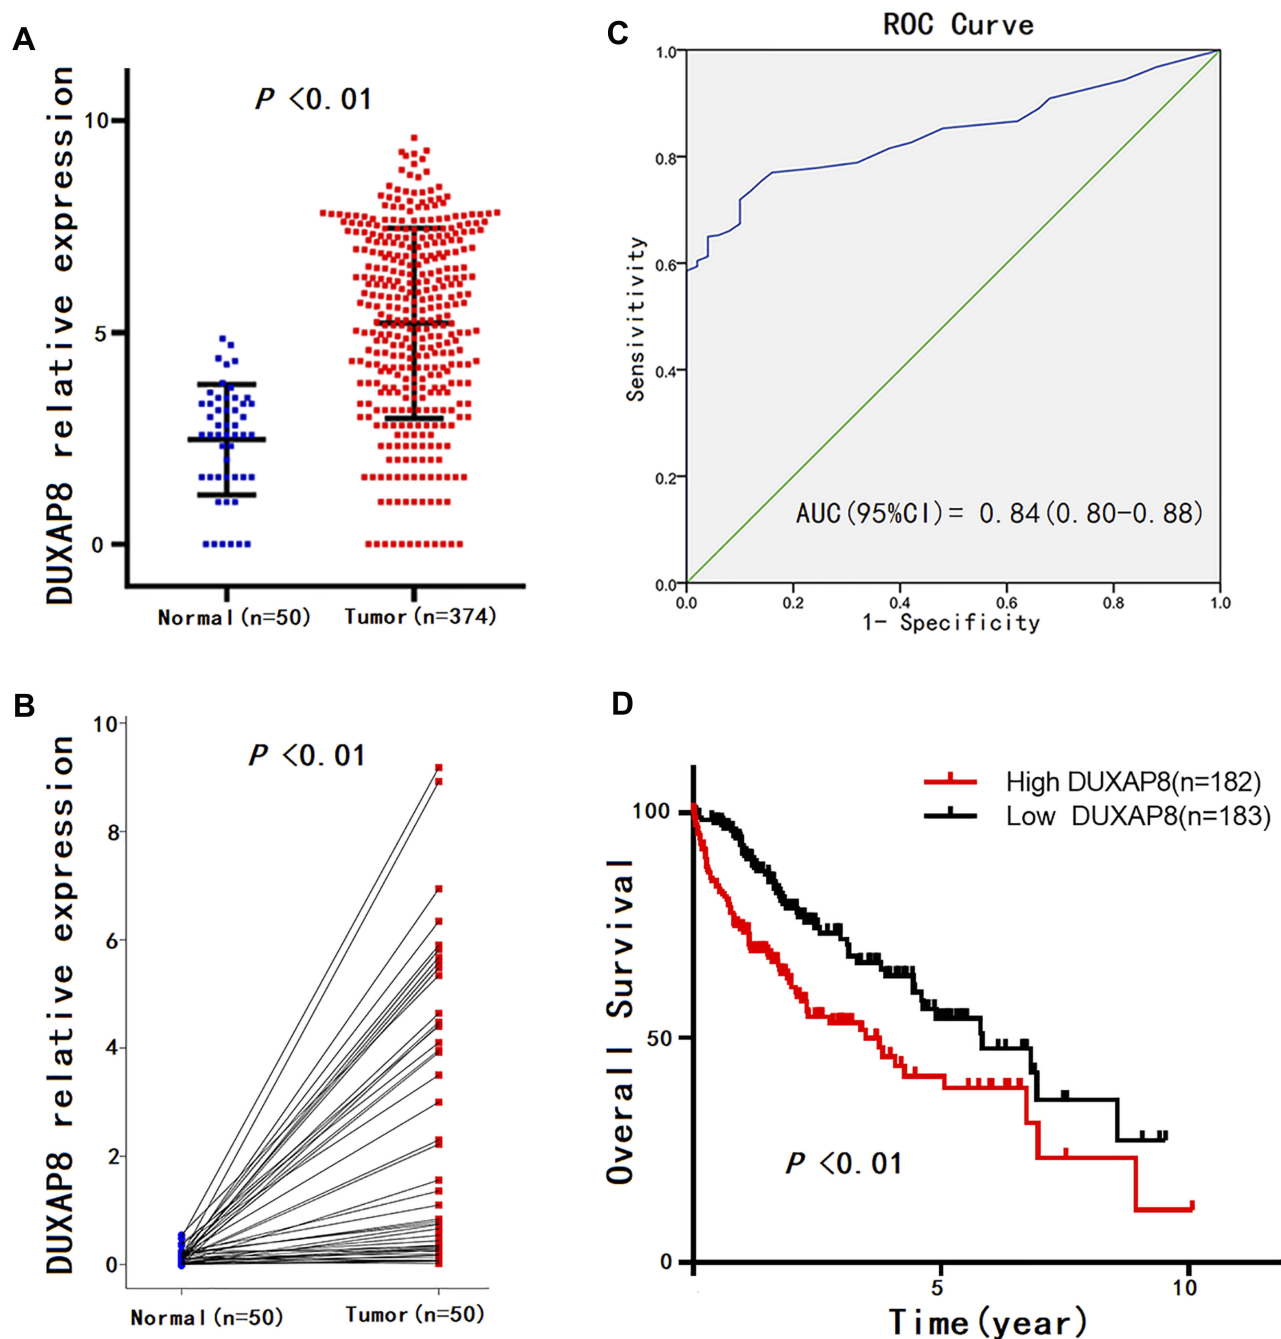 A
DUXAP8 relative expression
P <0.01
10
5
0
Normal(n=50)
Tumor(n=374)
C
ROC Curve
Sensitivity
1.0
0.8
0.6
0.4
0.2
0.0
AUC(95%CI)= 0.84(0.80-0.88)
0.0
0.2
0.4
0.6
0.8
1.0
1- Specificity
B
DUXAP8 relative expression
P <0.01
10
8
6
4
2
0
Normal(n=50)
Tumor(n=50)
D
Overall Survival
100
50
0
High DUXAP8(n=182)
Low DUXAP8(n=183)
P <0.01
5
10
Time(year)